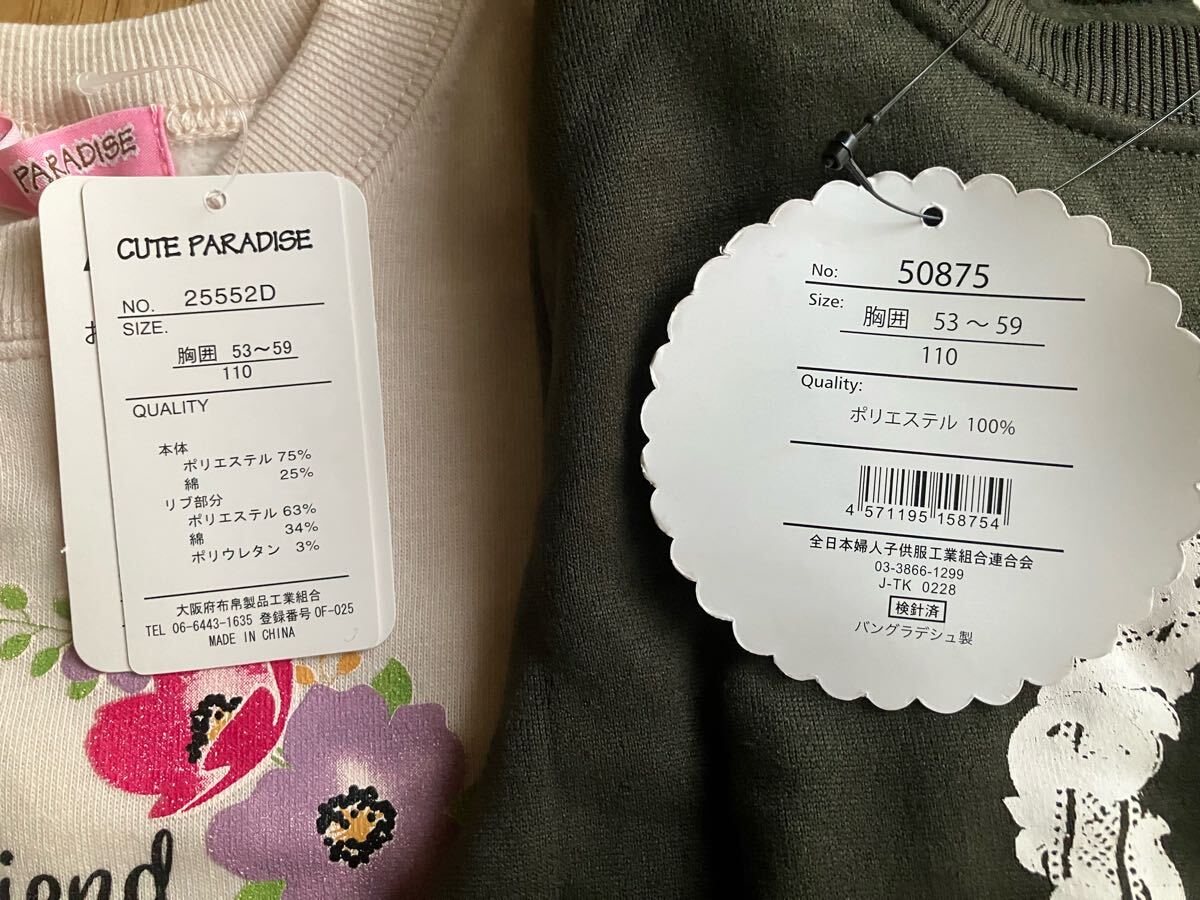 PARADISE
お
CUTE PARADISE
NO. 25552D
SIZE.
胸囲 53〜59
110
QUALITY
本体
ポリエステル 75%
綿 25%
リブ部分
ポリエステル 63%
綿 34%
ポリウレタン 3%
大阪府布帛製品工業組合
TEL 06-6443-1635 登録番号 OF-025
MADE IN CHINA
iend
No: 50875
Size: 胸囲 53〜59
110
Quality:
ポリエステル 100%
4 571195 158754
全日本婦人子供服工業組合連合会
03-3866-1299
J-TK 0228
検針済
バングラデシュ製